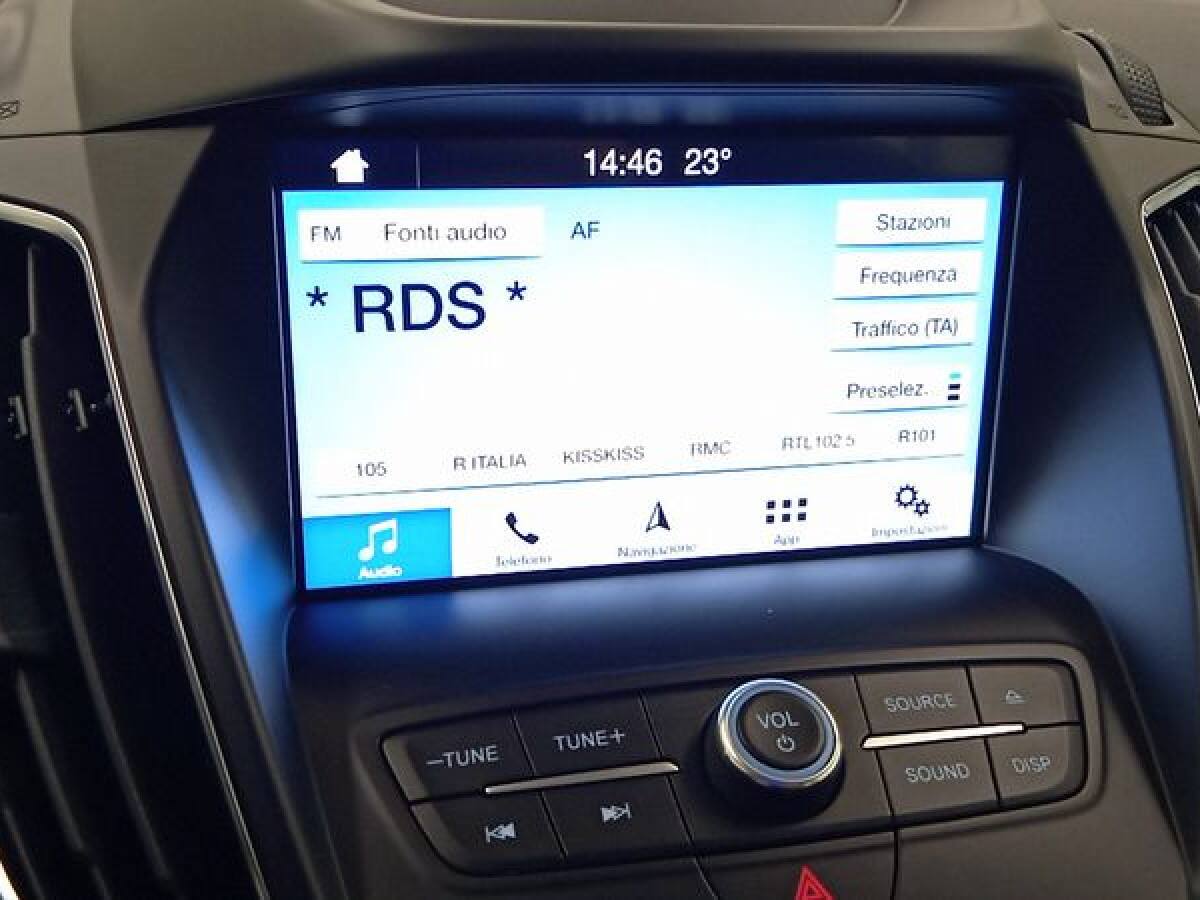 14:46 23°
FM Fonti audio AF
Stazioni
* RDS *
Frequenza
Traffico (TA)
Preselez.
105 R ITALIA KISSKISS RMC RTL102 5 R101
Audio Telefono Navigazione App Impostazioni
−TUNE TUNE+ VOL SOURCE
SOUND DISP